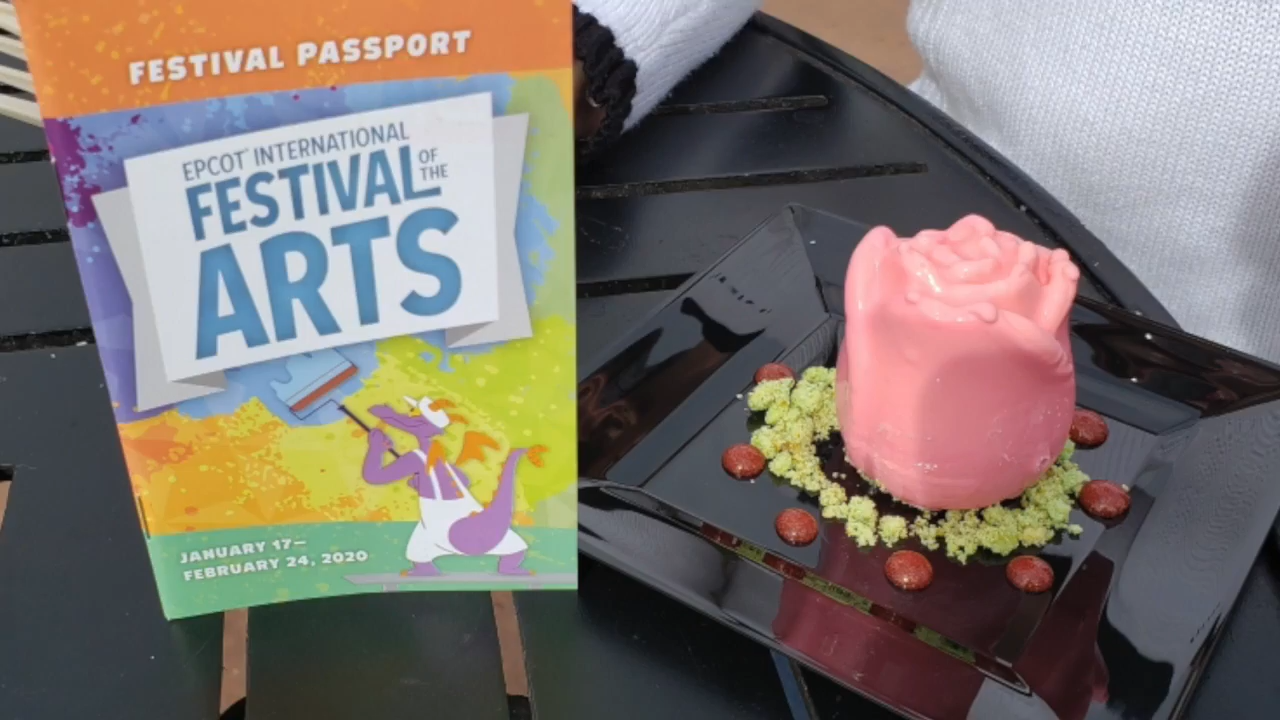 FESTIVAL PASSPORT
EPCOT® INTERNATIONAL
FESTIVAL OF THE
ARTS
JANUARY 17–
FEBRUARY 24, 2020